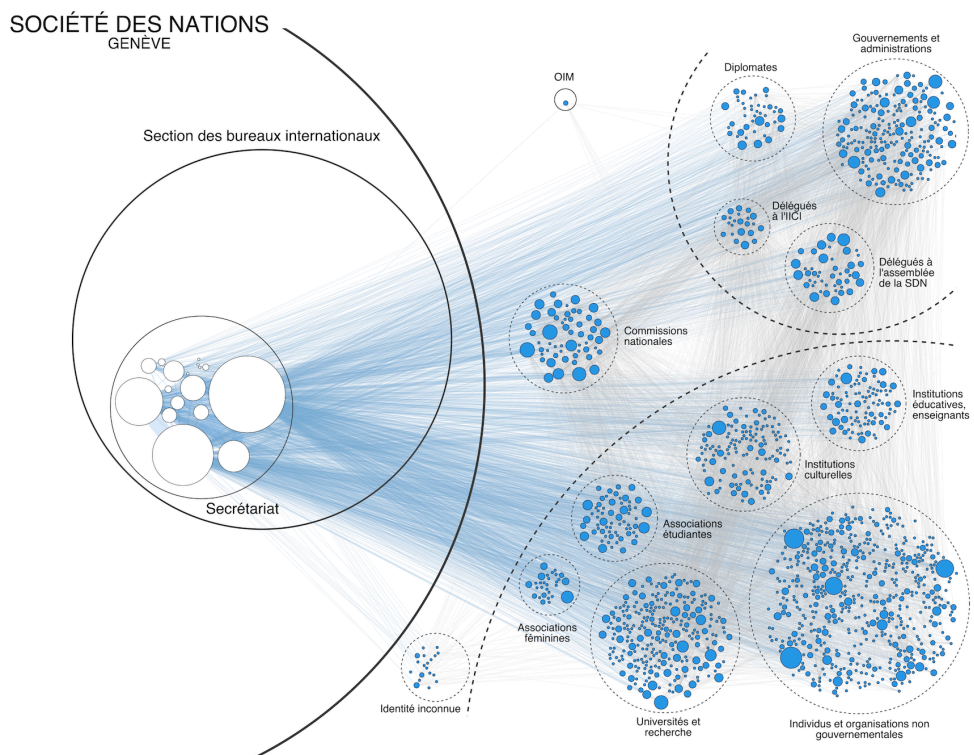 SOCIÉTÉ DES NATIONS
GENÈVE
Section des bureaux internationaux
Secrétariat
OIM
Diplomates
Gouvernements et
administrations
Délégués
à l'IICI
Délégués à
l'assemblée
de la SDN
Commissions
nationales
Institutions
éducatives,
enseignants
Institutions
culturelles
Associations
étudiantes
Associations
féminines
Identité inconnue
Universités et
recherche
Individus et organisations non
gouvernementales